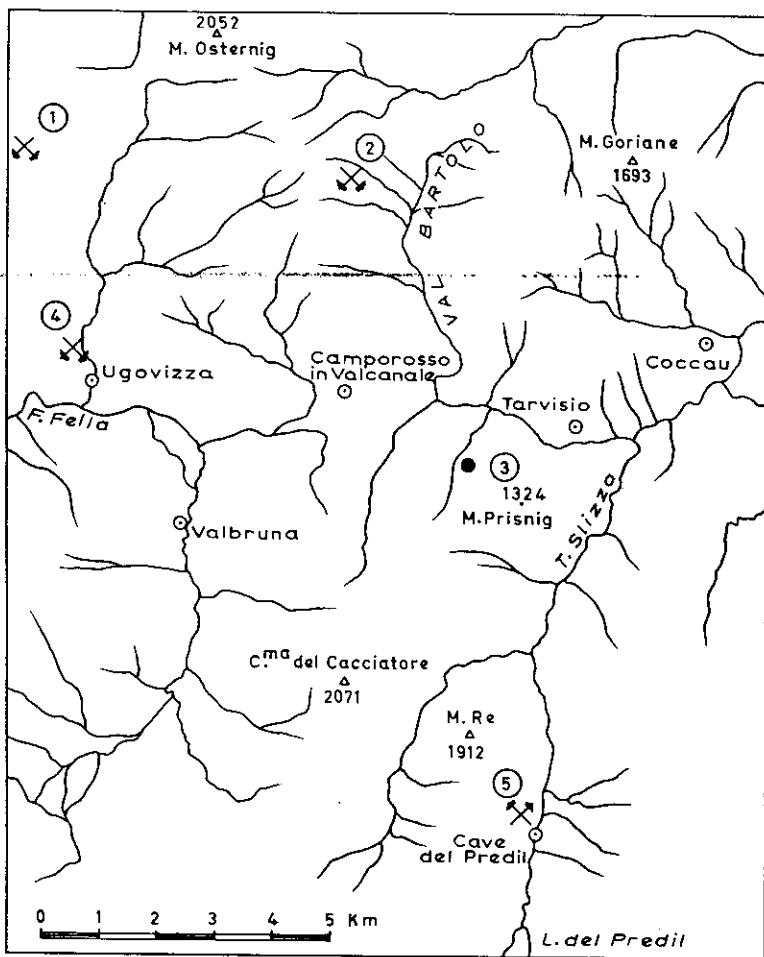 2052
M. Osternig
1
2
VAL BARTOLO
M. Goriane
1693
4
Ugovizza
Camporosso
in Valcanale
Coccau
Tarvisio
F. Fella
3
1324
M. Prisnig
T. Slizza
Valbruna
C.ma del Cacciatore
2071
M. Re
1912
5
Cave
del Predil
0 1 2 3 4 5 Km
L. del Predil